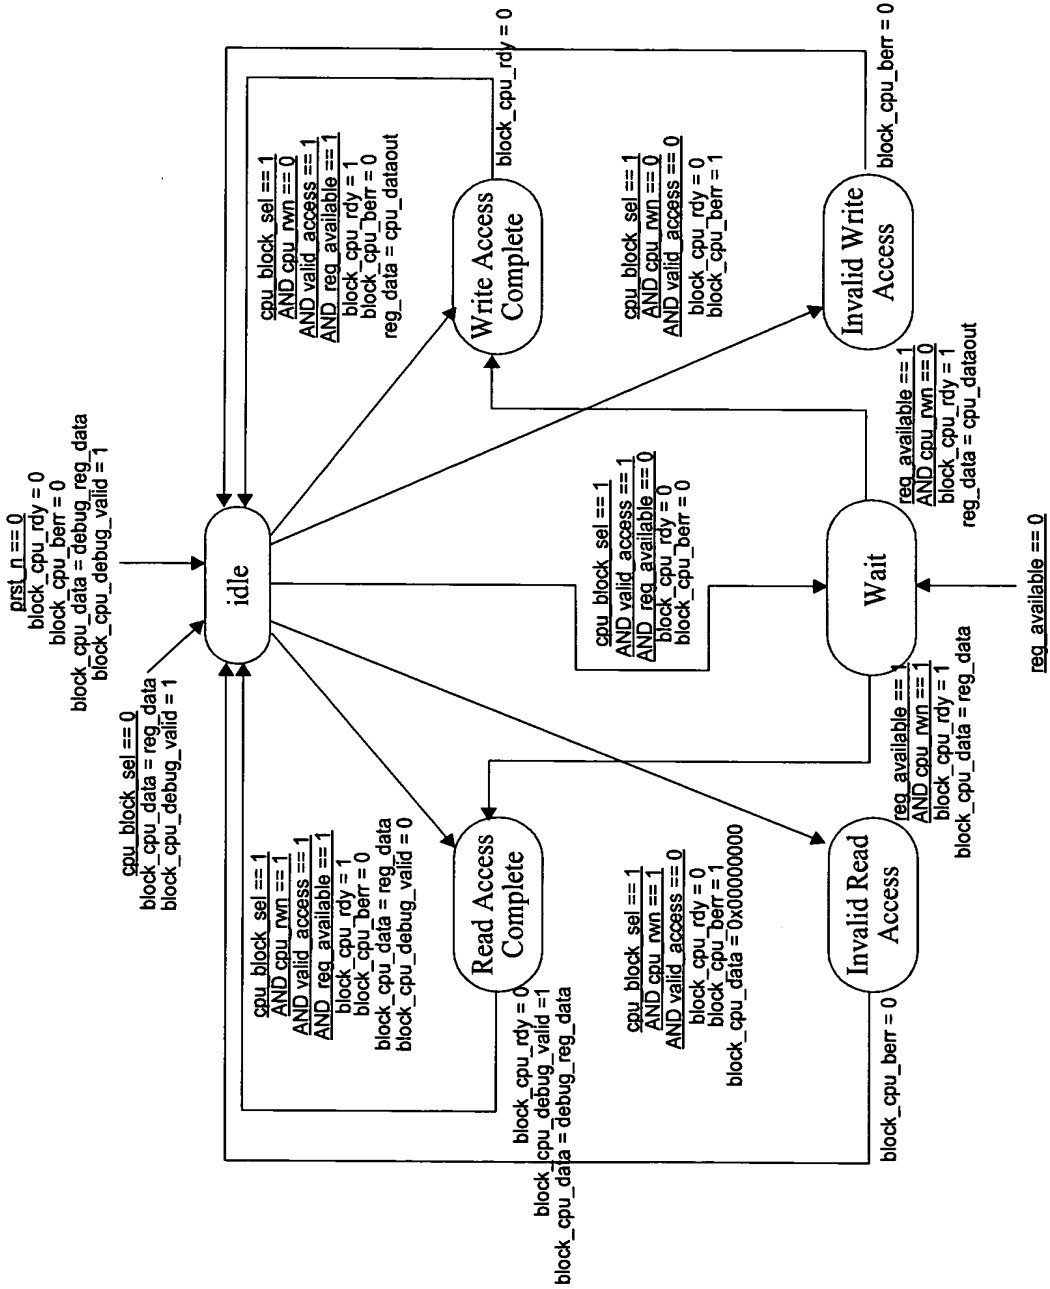 prst_n == 0
block_cpu_rdy = 0
block_cpu_berr = 0
block_cpu_data = debug_reg_data
block_cpu_debug_valid = 1
cpu_block_sel == 0
block_cpu_data = reg_data
block_cpu_debug_valid = 1
idle
cpu_block_sel == 1
AND cpu_rwn == 1
AND valid_access == 1
AND reg_available == 1
block_cpu_rdy = 1
block_cpu_berr = 0
block_cpu_data = reg_data
block_cpu_debug_valid = 0
cpu_block_sel == 1
AND cpu_rwn == 0
AND valid_access == 1
AND reg_available == 1
block_cpu_rdy = 1
block_cpu_berr = 0
reg_data = cpu_dataout
Read Access
Complete
Write Access
Complete
block_cpu_rdy = 0
block_cpu_debug_valid =1
block_cpu_data = debug_reg_data
block_cpu_rdy = 0
cpu_block_sel == 1
AND cpu_rwn == 1
AND valid_access == 0
block_cpu_rdy = 0
block_cpu_berr = 1
block_cpu_data = 0x00000000
cpu_block_sel == 1
AND valid_access == 1
AND reg_available == 0
block_cpu_rdy = 0
block_cpu_berr = 0
cpu_block_sel == 1
AND cpu_rwn == 0
AND valid_access == 0
block_cpu_rdy = 0
block_cpu_berr = 1
Invalid Read
Access
Wait
Invalid Write
Access
block_cpu_berr = 0
reg_available == 1
AND cpu_rwn == 1
block_cpu_rdy = 1
block_cpu_data = reg_data
reg_available == 1
AND cpu_rwn == 0
block_cpu_rdy = 1
reg_data = cpu_dataout
block_cpu_berr = 0
reg_available == 0